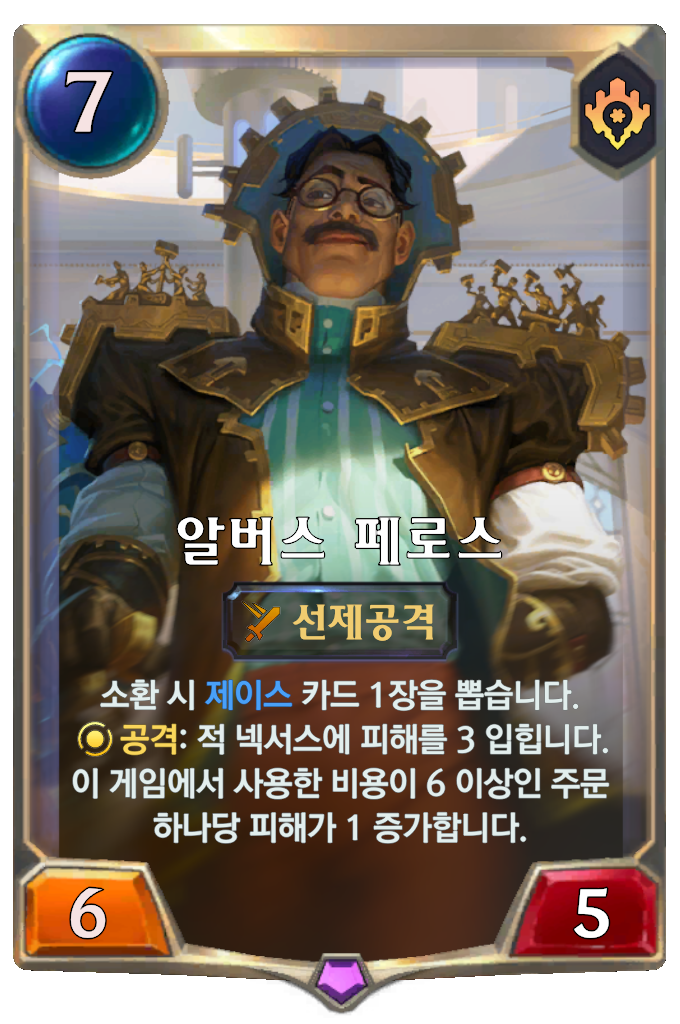 7
알버스 페로스
선제공격
소환 시 제이스 카드 1장을 뽑습니다.
공격: 적 넥서스에 피해를 3 입힙니다.
이 게임에서 사용한 비용이 6 이상인 주문
하나당 피해가 1 증가합니다.
6
5